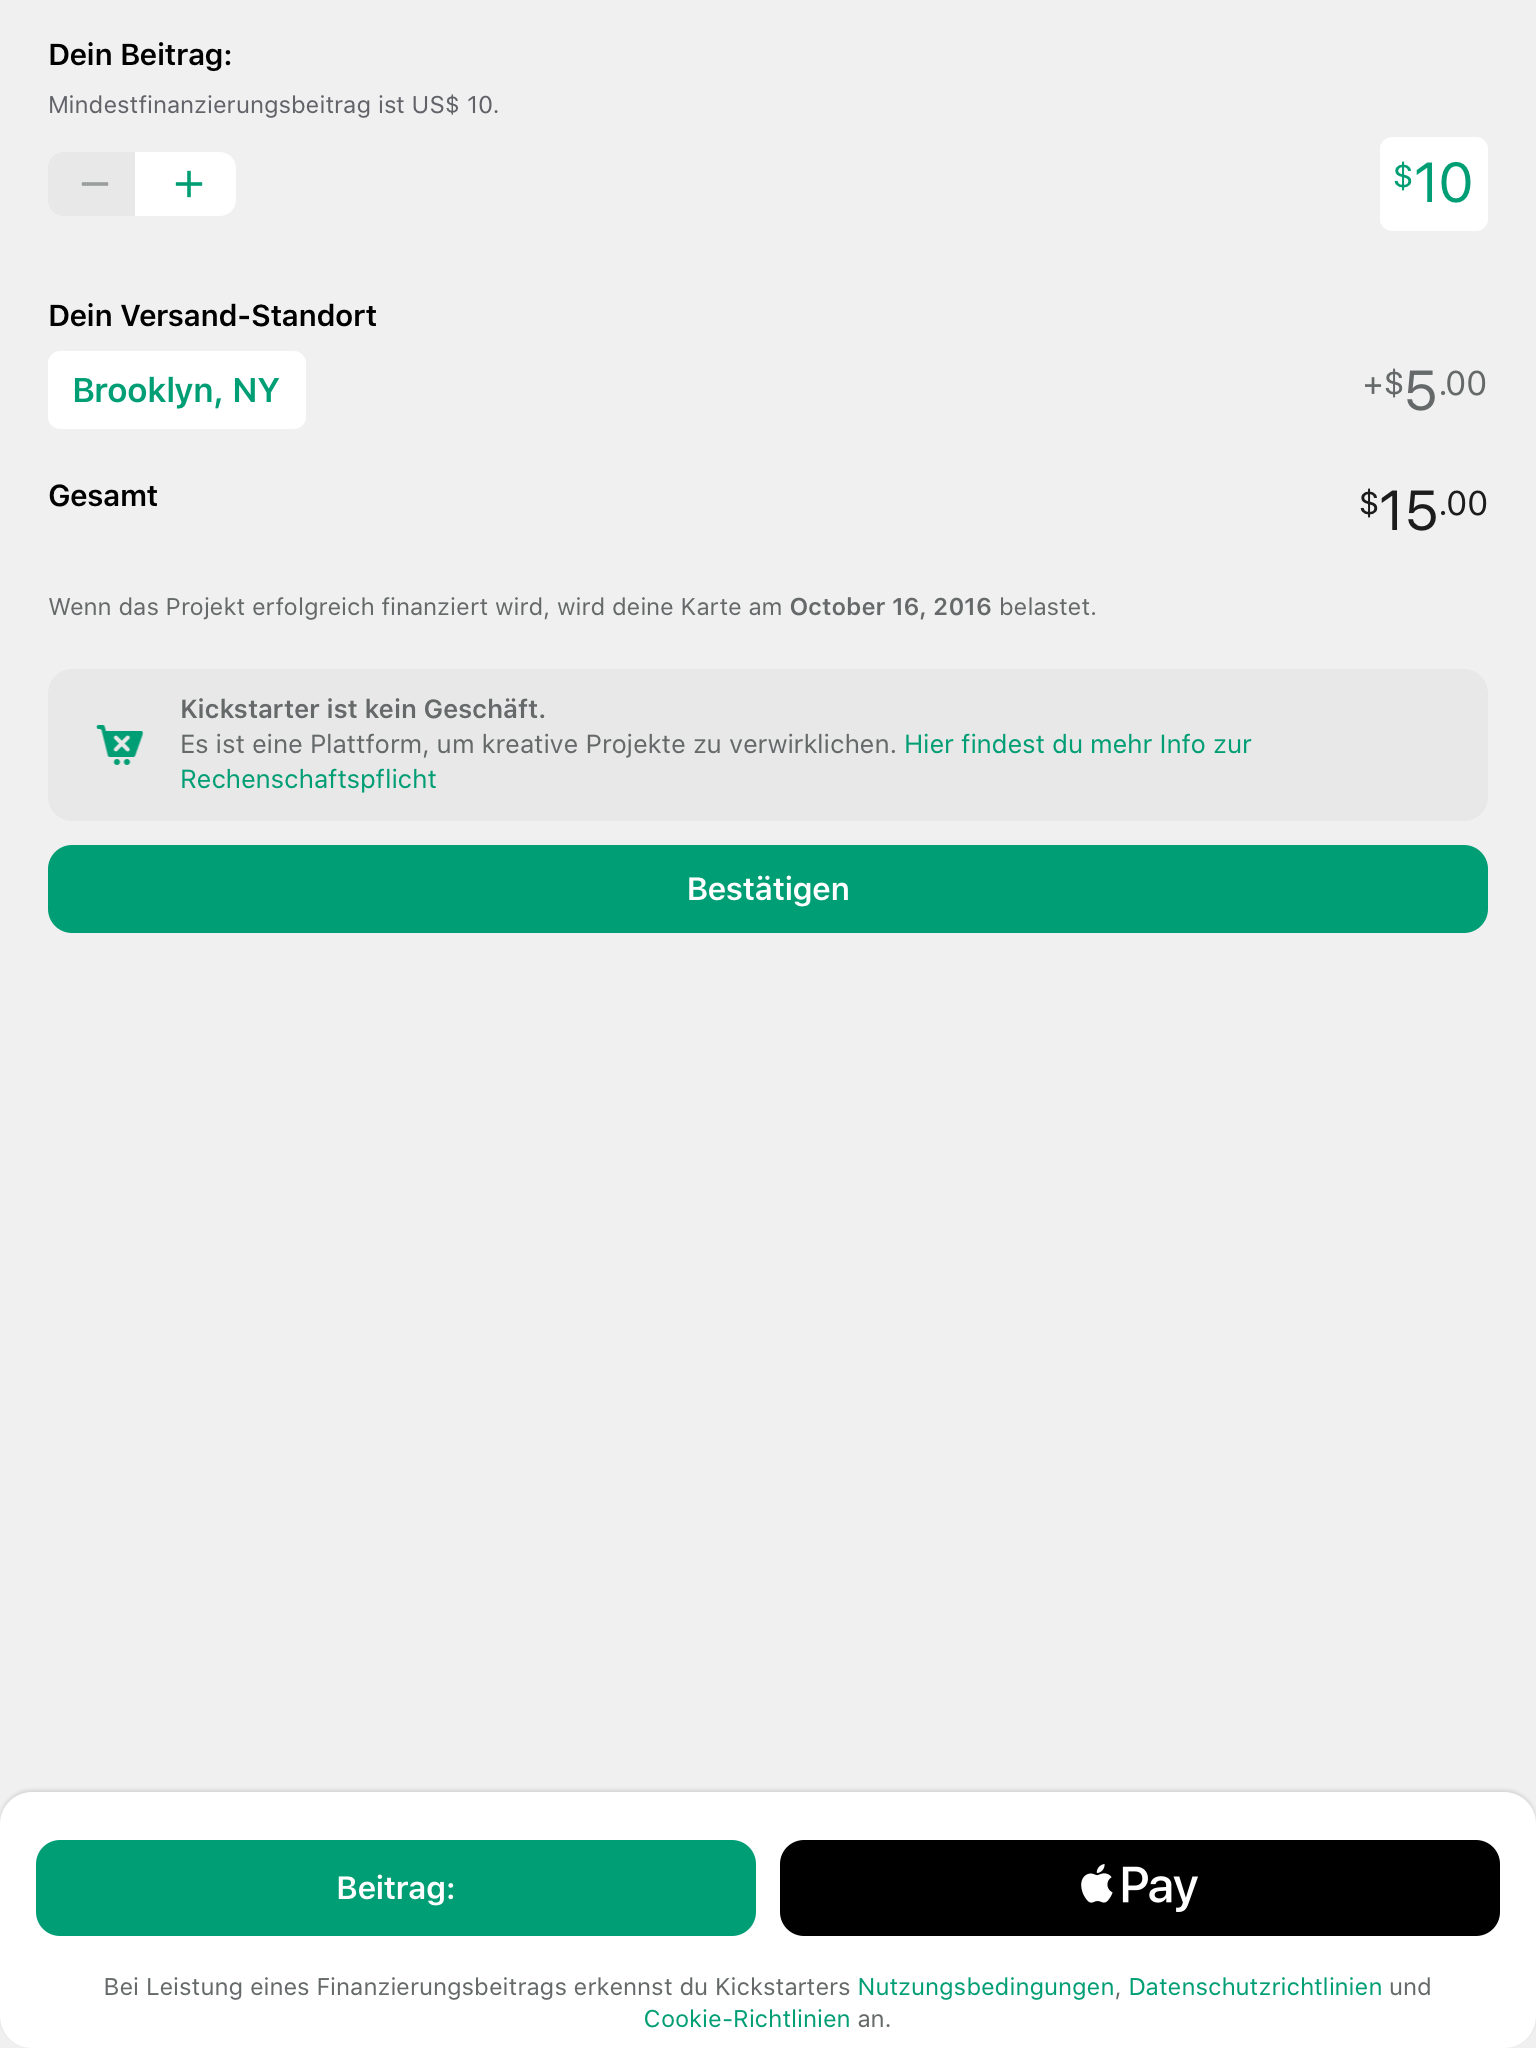 Dein Beitrag:
Mindestfinanzierungsbeitrag ist US$ 10.
− +
$10
Dein Versand-Standort
Brooklyn, NY
+$5.00
Gesamt
$15.00
Wenn das Projekt erfolgreich finanziert wird, wird deine Karte am October 16, 2016 belastet.
Kickstarter ist kein Geschäft.
Es ist eine Plattform, um kreative Projekte zu verwirklichen. Hier findest du mehr Info zur
Rechenschaftspflicht
Bestätigen
Beitrag:
Pay
Bei Leistung eines Finanzierungsbeitrags erkennst du Kickstarters Nutzungsbedingungen, Datenschutzrichtlinien und
Cookie-Richtlinien an.